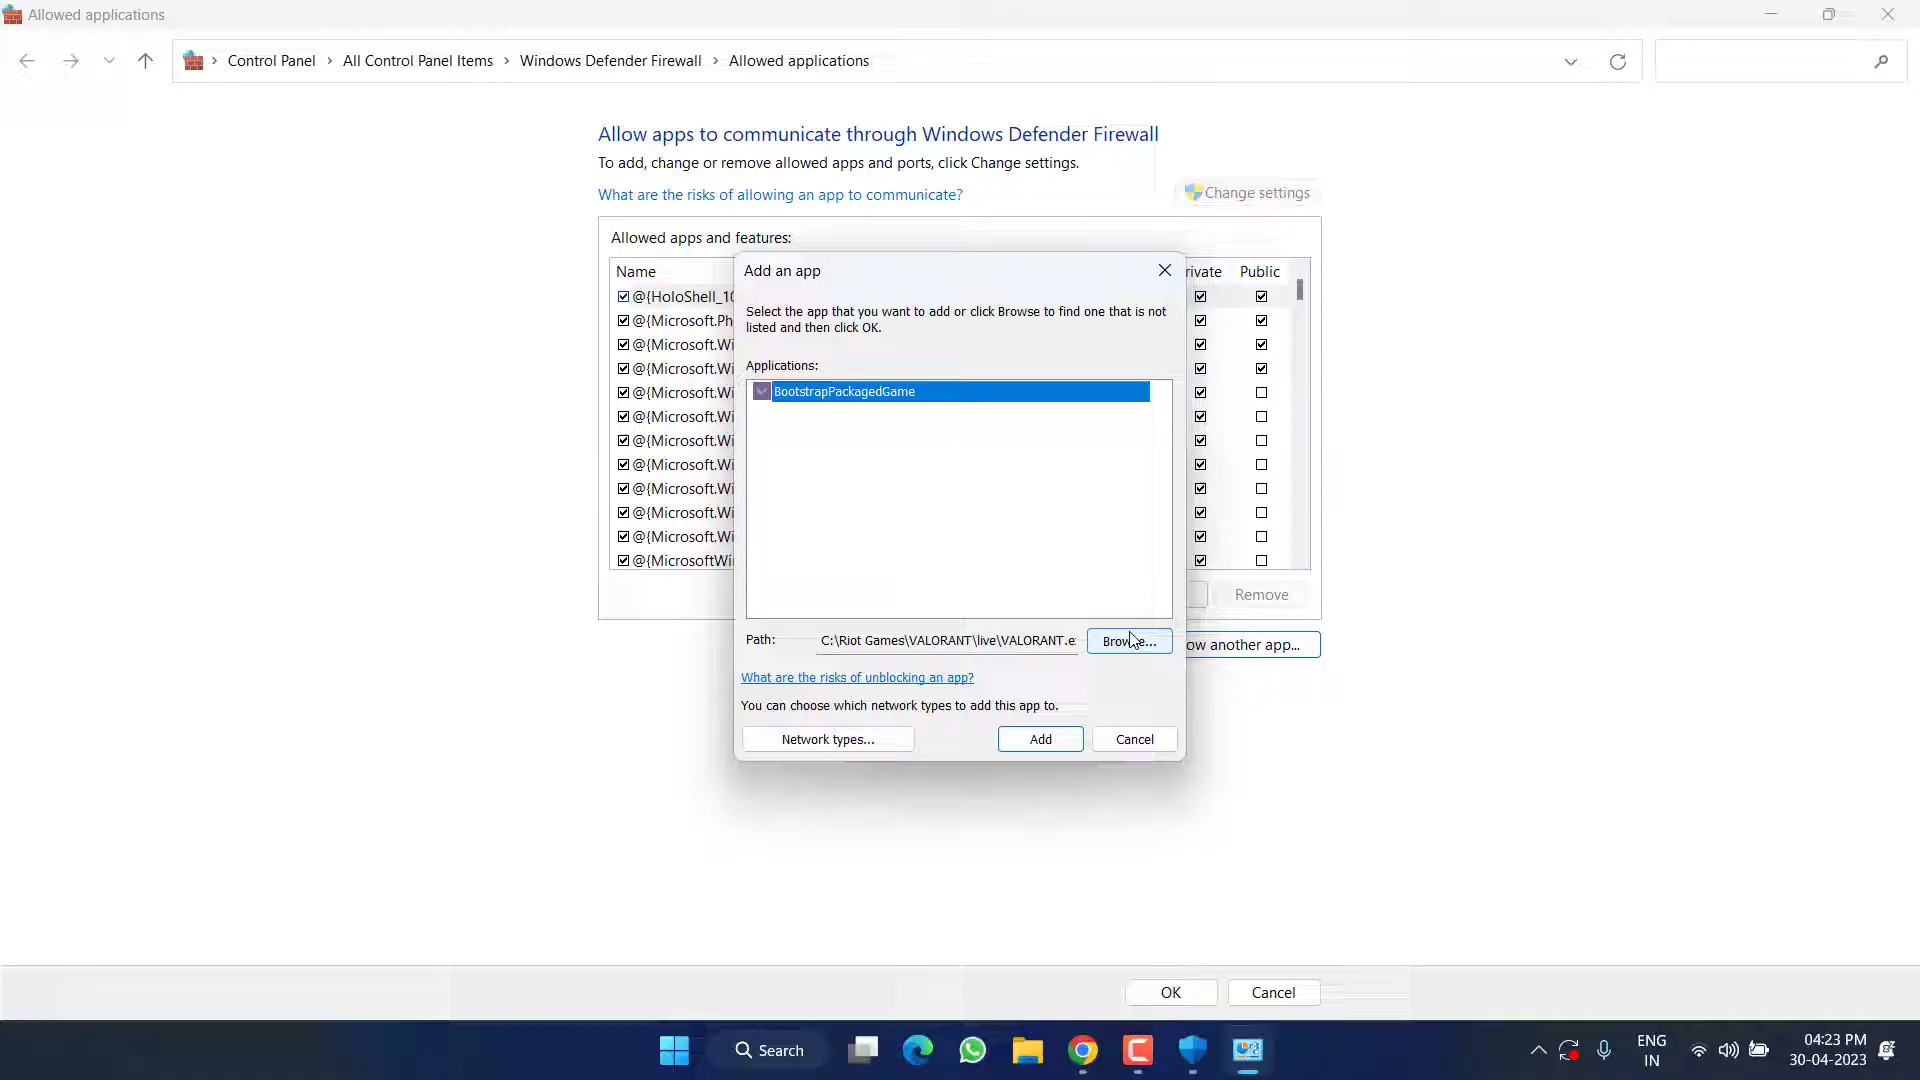 Allowed applications
Control Panel > All Control Panel Items > Windows Defender Firewall > Allowed applications
Allow apps to communicate through Windows Defender Firewall
To add, change or remove allowed apps and ports, click Change settings.
What are the risks of allowing an app to communicate?
Change settings
Allowed apps and features:
Name
rivate
Public
@{HoloShell_10
@{Microsoft.Ph
@{Microsoft.Wi
@{Microsoft.Wi
@{Microsoft.Wi
@{Microsoft.Wi
@{Microsoft.Wi
@{Microsoft.Wi
@{Microsoft.Wi
@{Microsoft.Wi
@{Microsoft.Wi
@{MicrosoftWi
Remove
ow another app...
Add an app
Select the app that you want to add or click Browse to find one that is not
listed and then click OK.
Applications:
BootstrapPackagedGame
Path:
C:\Riot Games\VALORANT\live\VALORANT.e
Browse...
What are the risks of unblocking an app?
You can choose which network types to add this app to.
Network types...
Add
Cancel
OK
Cancel
Search
ENG
IN
04:23 PM
30-04-2023